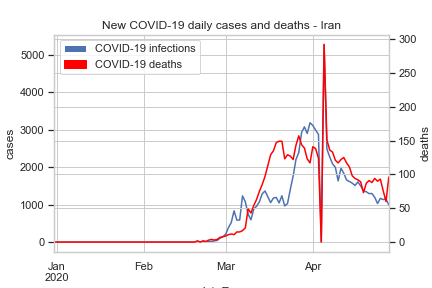 New COVID-19 daily cases and deaths - Iran
COVID-19 infections
COVID-19 deaths
5000
4000
3000
2000
1000
0
cases
300
250
200
150
100
50
0
deaths
Jan
2020
Feb
Mar
Apr